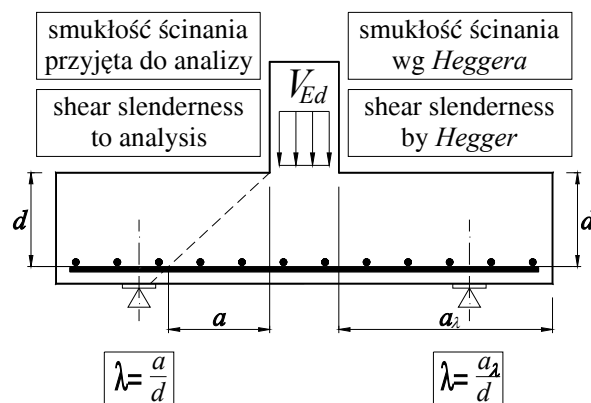 smukłość ścinania
przyjęta do analizy
shear slenderness
to analysis
V_Ed
smukłość ścinania
wg Heggera
shear slenderness
by Hegger
d
d
a
a_λ
λ=a/d
λ=a_λ/d